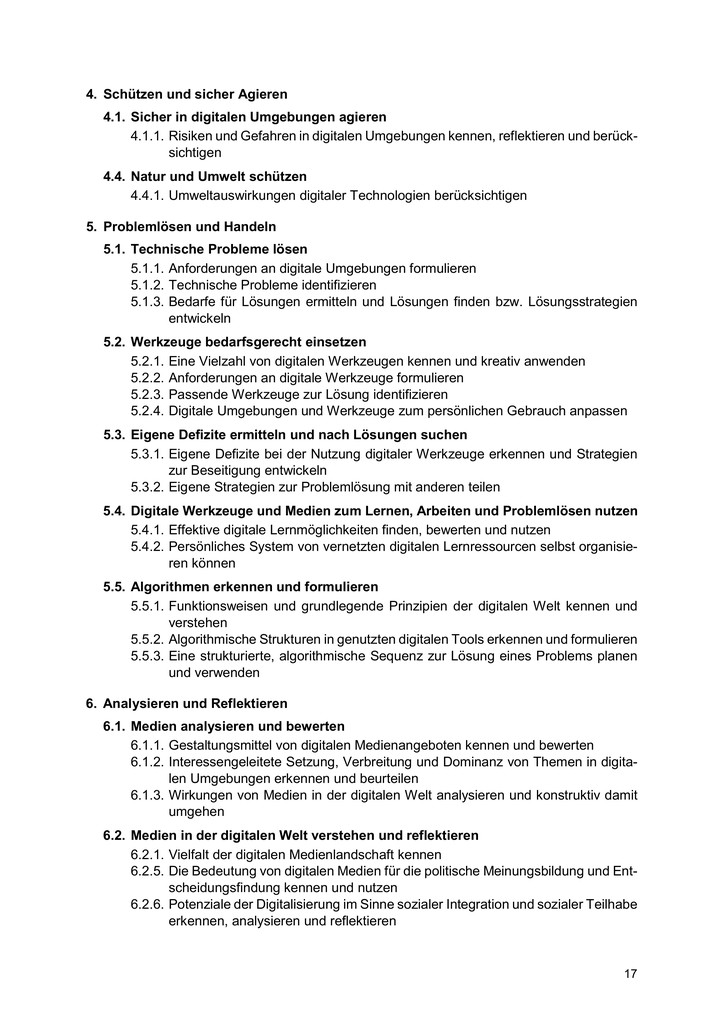 4. Schützen und sicher Agieren
4.1. Sicher in digitalen Umgebungen agieren
4.1.1. Risiken und Gefahren in digitalen Umgebungen kennen, reflektieren und berück-
sichtigen
4.4. Natur und Umwelt schützen
4.4.1. Umweltauswirkungen digitaler Technologien berücksichtigen
5. Problemlösen und Handeln
5.1. Technische Probleme lösen
5.1.1. Anforderungen an digitale Umgebungen formulieren
5.1.2. Technische Probleme identifizieren
5.1.3. Bedarfe für Lösungen ermitteln und Lösungen finden bzw. Lösungsstrategien
entwickeln
5.2. Werkzeuge bedarfsgerecht einsetzen
5.2.1. Eine Vielzahl von digitalen Werkzeugen kennen und kreativ anwenden
5.2.2. Anforderungen an digitale Werkzeuge formulieren
5.2.3. Passende Werkzeuge zur Lösung identifizieren
5.2.4. Digitale Umgebungen und Werkzeuge zum persönlichen Gebrauch anpassen
5.3. Eigene Defizite ermitteln und nach Lösungen suchen
5.3.1. Eigene Defizite bei der Nutzung digitaler Werkzeuge erkennen und Strategien
zur Beseitigung entwickeln
5.3.2. Eigene Strategien zur Problemlösung mit anderen teilen
5.4. Digitale Werkzeuge und Medien zum Lernen, Arbeiten und Problemlösen nutzen
5.4.1. Effektive digitale Lernmöglichkeiten finden, bewerten und nutzen
5.4.2. Persönliches System von vernetzten digitalen Lernressourcen selbst organisie-
ren können
5.5. Algorithmen erkennen und formulieren
5.5.1. Funktionsweisen und grundlegende Prinzipien der digitalen Welt kennen und
verstehen
5.5.2. Algorithmische Strukturen in genutzten digitalen Tools erkennen und formulieren
5.5.3. Eine strukturierte, algorithmische Sequenz zur Lösung eines Problems planen
und verwenden
6. Analysieren und Reflektieren
6.1. Medien analysieren und bewerten
6.1.1. Gestaltungsmittel von digitalen Medienangeboten kennen und bewerten
6.1.2. Interessengeleitete Setzung, Verbreitung und Dominanz von Themen in digita-
len Umgebungen erkennen und beurteilen
6.1.3. Wirkungen von Medien in der digitalen Welt analysieren und konstruktiv damit
umgehen
6.2. Medien in der digitalen Welt verstehen und reflektieren
6.2.1. Vielfalt der digitalen Medienlandschaft kennen
6.2.5. Die Bedeutung von digitalen Medien für die politische Meinungsbildung und Ent-
scheidungsfindung kennen und nutzen
6.2.6. Potenziale der Digitalisierung im Sinne sozialer Integration und sozialer Teilhabe
erkennen, analysieren und reflektieren
17